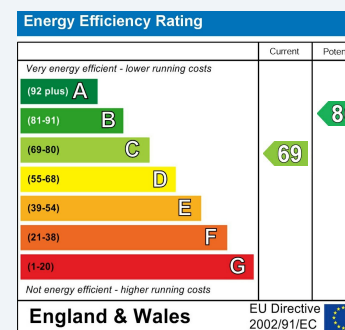 Energy Efficiency Rating
Current
Very energy efficient - lower running costs
(92 plus) A
(81-91) B
(69-80) C
69
(55-68) D
(39-54) E
(21-38) F
(1-20) G
Not energy efficient - higher running costs
England & Wales
EU Directive
2002/91/EC